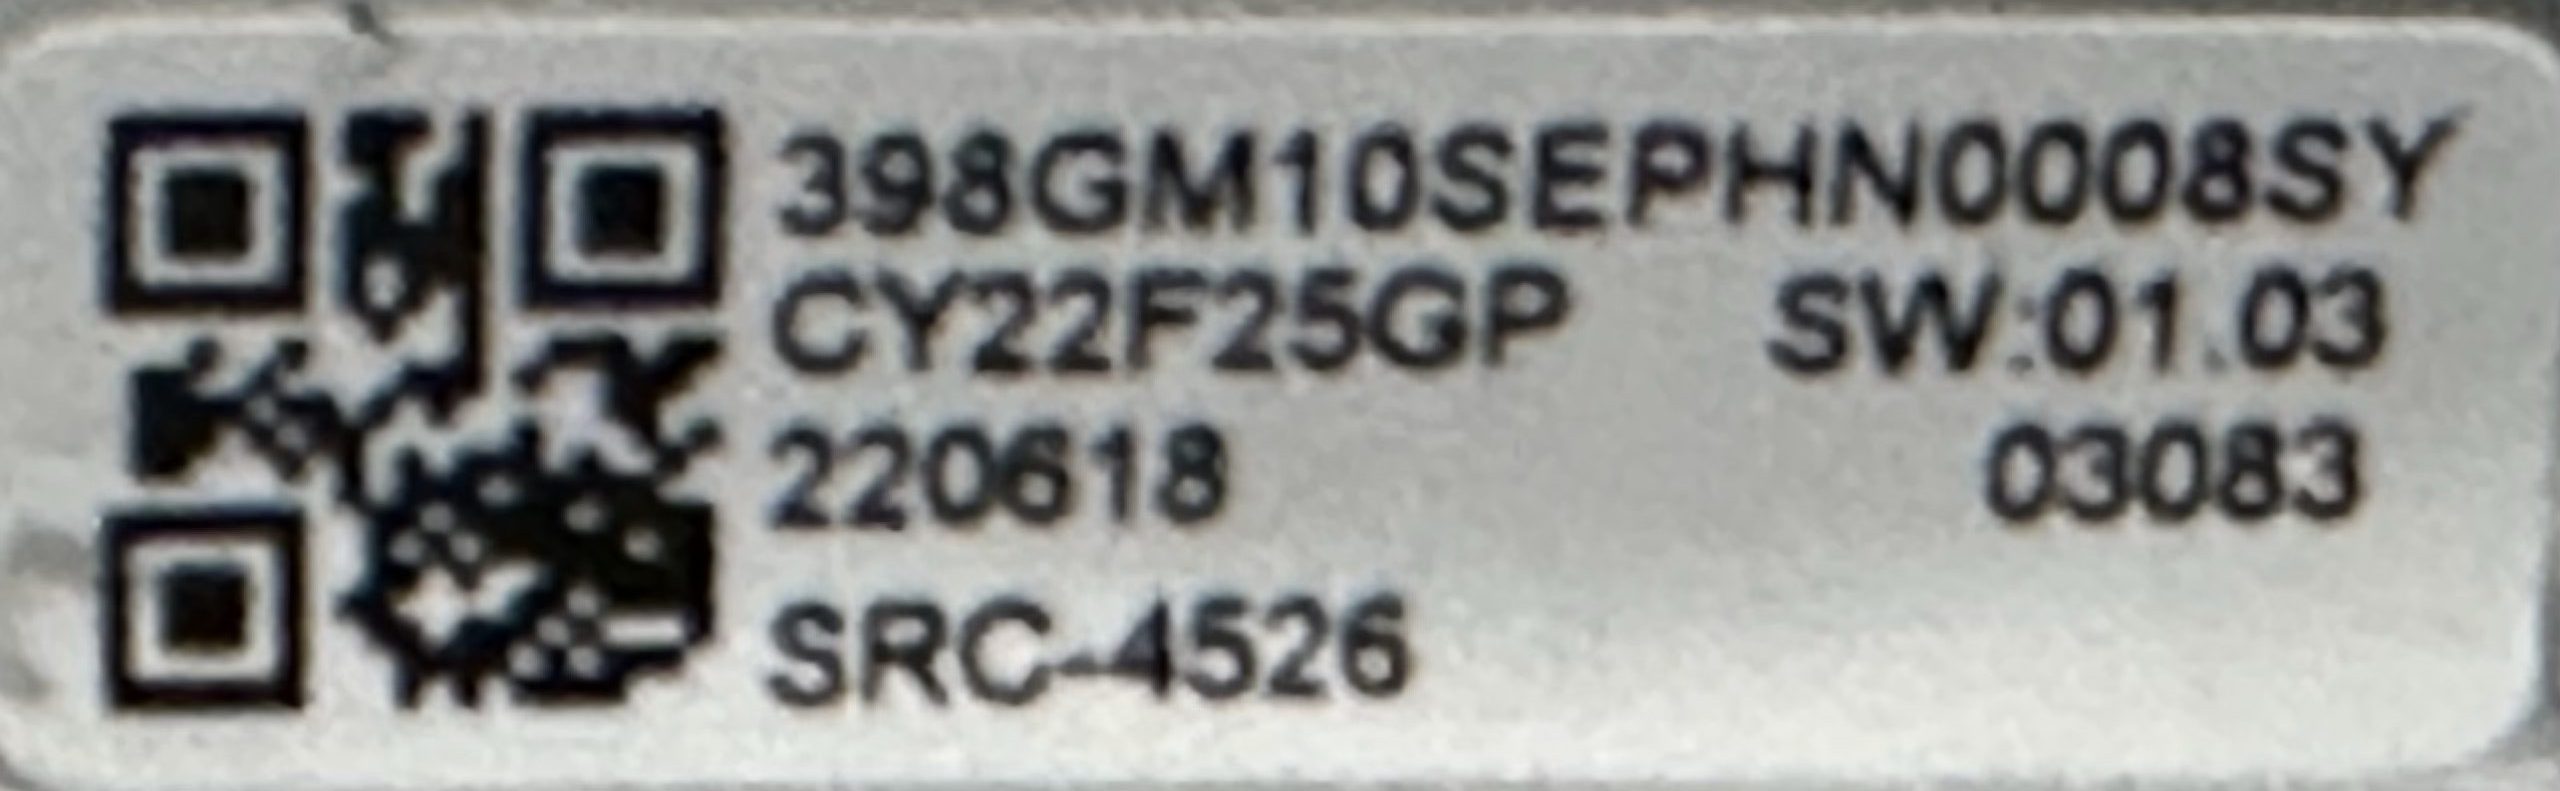 398GM10SEPHN0008SY
CY22F25GP SW:01.03
220618 03083
SRC-4526